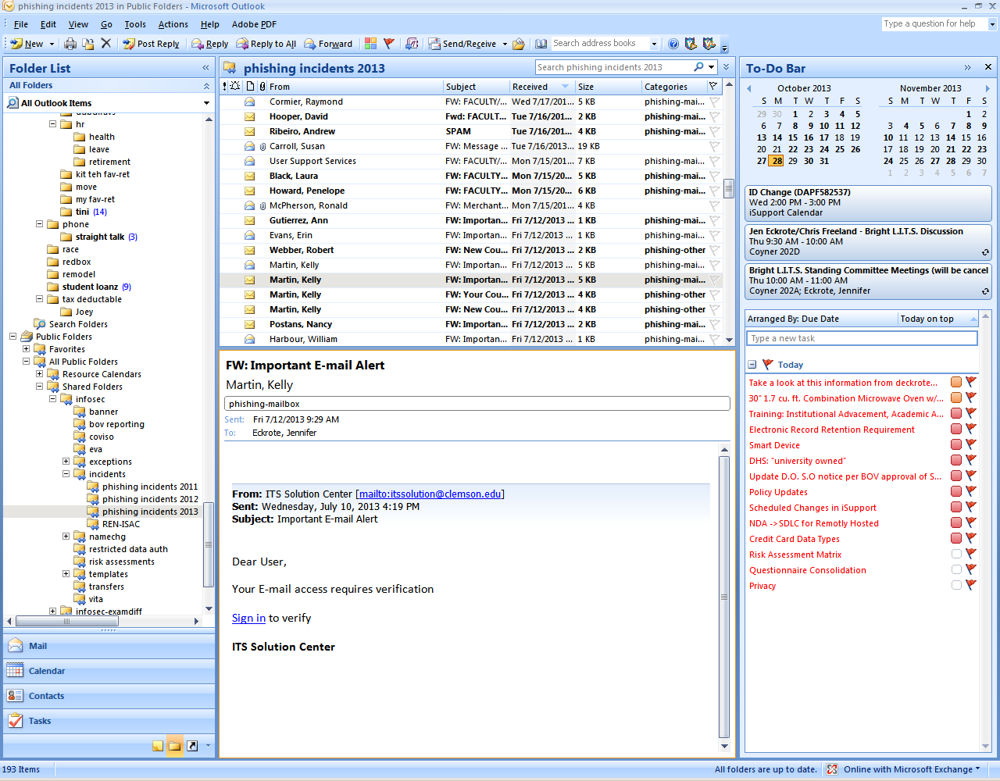 phishing incidents 2013 in Public Folders - Microsoft Outlook
File Edit View Go Tools Actions Help Adobe PDF
Type a question for help
New Post Reply Reply Reply to All Forward Send/Receive Search address books
Folder List
All Folders
All Outlook Items
hr
health
leave
retirement
kit teh fav-ret
move
my fav-ret
tini (14)
phone
straight talk (3)
race
redbox
remodel
student loanz (9)
tax deductable
Joey
Search Folders
Public Folders
Favorites
All Public Folders
Resource Calendars
Shared Folders
infosec
banner
bov reporting
coviso
eva
exceptions
incidents
phishing incidents 2011
phishing incidents 2012
phishing incidents 2013
REN-ISAC
namechg
restricted data auth
risk assessments
templates
transfers
vita
infosec-examdiff
Mail
Calendar
Contacts
Tasks
phishing incidents 2013
Search phishing incidents 2013
! From Subject Received Size Categories
Cormier, Raymond FW: FACULTY/... Wed 7/17/201... 5 KB phishing-mai...
Hooper, David Fwd: FACULT... Tue 7/16/201... 2 KB phishing-mai...
Ribeiro, Andrew SPAM Tue 7/16/201... 4 KB phishing-mai...
Carroll, Susan FW: Message ... Tue 7/16/2013... 19 KB
User Support Services FW: FACULTY/... Mon 7/15/201... 7 KB phishing-mai...
Black, Laura FW: FACULTY... Mon 7/15/20... 5 KB phishing-mai...
Howard, Penelope FW: FACULTY... Mon 7/15/20... 6 KB phishing-mai...
McPherson, Ronald FW: Merchant... Mon 7/15/201... 4 KB phishing-mai...
Gutierrez, Ann FW: Importan... Fri 7/12/2013 ... 1 KB phishing-mai...
Evans, Erin FW: Importan... Fri 7/12/2013 ... 1 KB phishing-mai...
Webber, Robert FW: New Cou... Fri 7/12/2013 ... 2 KB phishing-other
Martin, Kelly FW: Importan... Fri 7/12/2013 ... 5 KB phishing-mai...
Martin, Kelly FW: Importan... Fri 7/12/2013 ... 5 KB phishing-mai...
Martin, Kelly FW: Your Cou... Fri 7/12/2013 ... 4 KB phishing-other
Martin, Kelly FW: New Cou... Fri 7/12/2013 ... 4 KB phishing-other
Postans, Nancy FW: Importan... Fri 7/12/2013 ... 2 KB phishing-mai...
Harbour, William FW: Importan... Fri 7/12/2013 ... 1 KB phishing-mai...
FW: Important E-mail Alert
Martin, Kelly
phishing-mailbox
Sent: Fri 7/12/2013 9:29 AM
To: Eckrote, Jennifer
From: ITS Solution Center [mailto:itssolution@clemson.edu]
Sent: Wednesday, July 10, 2013 4:19 PM
Subject: Important E-mail Alert
Dear User,
Your E-mail access requires verification
Sign in to verify
ITS Solution Center
To-Do Bar
October 2013
S M T W T F S
29 30 1 2 3 4 5
6 7 8 9 10 11 12
13 14 15 16 17 18 19
20 21 22 23 24 25 26
27 28 29 30 31
November 2013
S M T W T F S
1 2
3 4 5 6 7 8 9
10 11 12 13 14 15 16
17 18 19 20 21 22 23
24 25 26 27 28 29 30
1 2 3 4 5 6 7
ID Change (DAPF582537)
Wed 2:00 PM - 3:00 PM
iSupport Calendar
Jen Eckrote/Chris Freeland - Bright L.I.T.S. Discussion
Thu 9:30 AM - 10:00 AM
Coyner 202D
Bright L.I.T.S. Standing Committee Meetings (will be cancel
Thu 10:00 AM - 11:00 AM
Coyner 202A; Eckrote, Jennifer
Arranged By: Due Date Today on top
Type a new task
Today
Take a look at this information from deckrote...
30" 1.7 cu. ft. Combination Microwave Oven w/...
Training: Institutional Advacement, Academic A...
Electronic Record Retention Requirement
Smart Device
DHS: "university owned"
Update D.O. S.O notice per BOV approval of S...
Policy Updates
Scheduled Changes in iSupport
NDA ->SDLC for Remotly Hosted
Credit Card Data Types
Risk Assessment Matrix
Questionnaire Consolidation
Privacy
193 Items
All folders are up to date.
Online with Microsoft Exchange